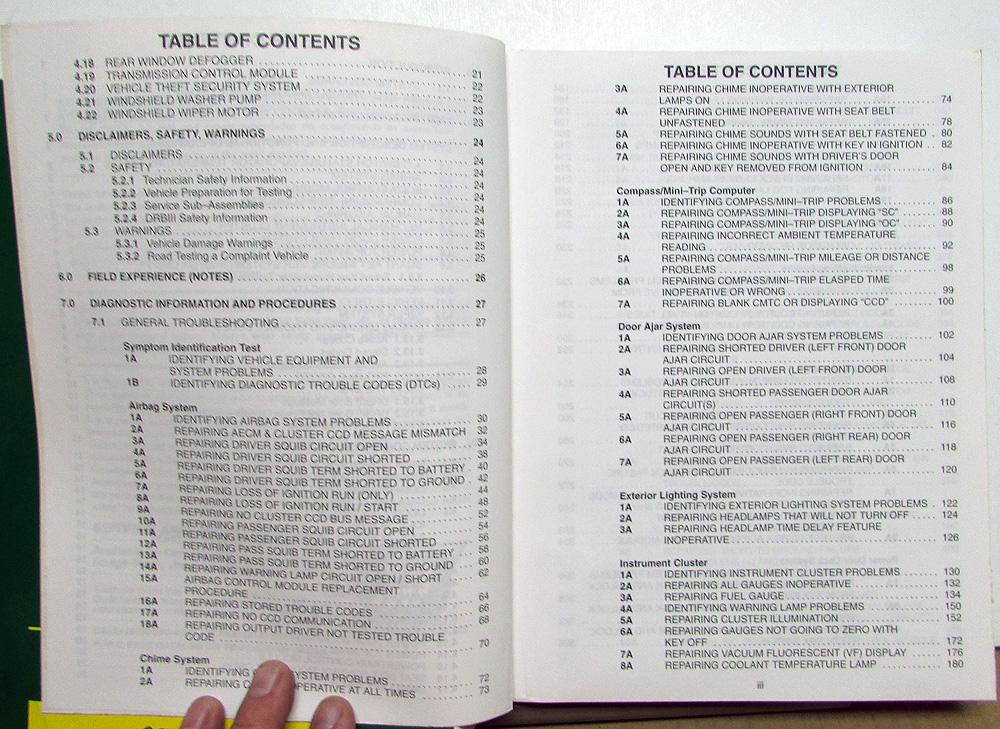 TABLE OF CONTENTS
4.18 REAR WINDOW DEFOGGER
4.19 TRANSMISSION CONTROL MODULE 21
4.20 VEHICLE THEFT SECURITY SYSTEM 22
4.21 WINDSHIELD WASHER PUMP 22
4.22 WINDSHIELD WIPER MOTOR 23
23
5.0 DISCLAIMERS, SAFETY, WARNINGS 24
5.1 DISCLAIMERS 24
5.2 SAFETY 24
5.2.1 Technician Safety Information 24
5.2.2 Vehicle Preparation for Testing 24
5.2.3 Service Sub–Assemblies 24
5.2.4 DRBIII Safety Information 24
5.3 WARNINGS 25
5.3.1 Vehicle Damage Warnings 25
5.3.2 Road Testing a Complaint Vehicle 25
6.0 FIELD EXPERIENCE (NOTES) 26
7.0 DIAGNOSTIC INFORMATION AND PROCEDURES 27
7.1 GENERAL TROUBLESHOOTING 27
Symptom Identification Test
1A IDENTIFYING VEHICLE EQUIPMENT AND
SYSTEM PROBLEMS 28
1B IDENTIFYING DIAGNOSTIC TROUBLE CODES (DTCs) 29
Airbag System
1A IDENTIFYING AIRBAG SYSTEM PROBLEMS 30
2A REPAIRING AECM & CLUSTER CCD MESSAGE MISMATCH 32
3A REPAIRING DRIVER SQUIB CIRCUIT OPEN 34
4A REPAIRING DRIVER SQUIB CIRCUIT SHORTED 38
5A REPAIRING DRIVER SQUIB TERM SHORTED TO BATTERY 40
6A REPAIRING DRIVER SQUIB TERM SHORTED TO GROUND 42
7A REPAIRING LOSS OF IGNITION RUN (ONLY) 44
8A REPAIRING LOSS OF IGNITION RUN / START 48
9A REPAIRING NO CLUSTER CCD BUS MESSAGE 52
10A REPAIRING PASSENGER SQUIB CIRCUIT OPEN 54
11A REPAIRING PASSENGER SQUIB CIRCUIT SHORTED 56
12A REPAIRING PASS SQUIB TERM SHORTED TO BATTERY 58
13A REPAIRING PASS SQUIB TERM SHORTED TO GROUND 60
14A REPAIRING WARNING LAMP CIRCUIT OPEN / SHORT 62
15A AIRBAG CONTROL MODULE REPLACEMENT
PROCEDURE 64
16A REPAIRING STORED TROUBLE CODES 66
17A REPAIRING NO CCD COMMUNICATION 68
18A REPAIRING OUTPUT DRIVER NOT TESTED TROUBLE
CODE 70
Chime System
1A IDENTIFYING SYSTEM PROBLEMS 72
2A REPAIRING OPERATIVE AT ALL TIMES 73
TABLE OF CONTENTS
3A REPAIRING CHIME INOPERATIVE WITH EXTERIOR
LAMPS ON 74
4A REPAIRING CHIME INOPERATIVE WITH SEAT BELT
UNFASTENED 78
5A REPAIRING CHIME SOUNDS WITH SEAT BELT FASTENED 80
6A REPAIRING CHIME INOPERATIVE WITH KEY IN IGNITION 82
7A REPAIRING CHIME SOUNDS WITH DRIVER'S DOOR
OPEN AND KEY REMOVED FROM IGNITION 84
Compass/Mini–Trip Computer
1A IDENTIFYING COMPASS/MINI–TRIP PROBLEMS 86
2A REPAIRING COMPASS/MINI–TRIP DISPLAYING "SC" 88
3A REPAIRING COMPASS/MINI–TRIP DISPLAYING "OC" 90
4A REPAIRING INCORRECT AMBIENT TEMPERATURE
READING 92
5A REPAIRING COMPASS/MINI–TRIP MILEAGE OR DISTANCE
PROBLEMS 98
6A REPAIRING COMPASS/MINI–TRIP ELASPED TIME
INOPERATIVE OR WRONG 99
7A REPAIRING BLANK CMTC OR DISPLAYING "CCD" 100
Door Ajar System
1A IDENTIFYING DOOR AJAR SYSTEM PROBLEMS 102
2A REPAIRING SHORTED DRIVER (LEFT FRONT) DOOR
AJAR CIRCUIT 104
3A REPAIRING OPEN DRIVER (LEFT FRONT) DOOR
AJAR CIRCUIT 108
4A REPAIRING SHORTED PASSENGER DOOR AJAR
CIRCUIT(S) 110
5A REPAIRING OPEN PASSENGER (RIGHT FRONT) DOOR
AJAR CIRCUIT 116
6A REPAIRING OPEN PASSENGER (RIGHT REAR) DOOR
AJAR CIRCUIT 118
7A REPAIRING OPEN PASSENGER (LEFT REAR) DOOR
AJAR CIRCUIT 120
Exterior Lighting System
1A IDENTIFYING EXTERIOR LIGHTING SYSTEM PROBLEMS 122
2A REPAIRING HEADLAMPS THAT WILL NOT TURN OFF 124
3A REPAIRING HEADLAMP TIME DELAY FEATURE
INOPERATIVE 126
Instrument Cluster
1A IDENTIFYING INSTRUMENT CLUSTER PROBLEMS 130
2A REPAIRING ALL GAUGES INOPERATIVE 132
3A REPAIRING FUEL GAUGE 134
4A IDENTIFYING WARNING LAMP PROBLEMS 150
5A REPAIRING CLUSTER ILLUMINATION 152
6A REPAIRING GAUGES NOT GOING TO ZERO WITH
KEY OFF 172
7A REPAIRING VACUUM FLUORESCENT (VF) DISPLAY 176
8A REPAIRING COOLANT TEMPERATURE LAMP 180
iii